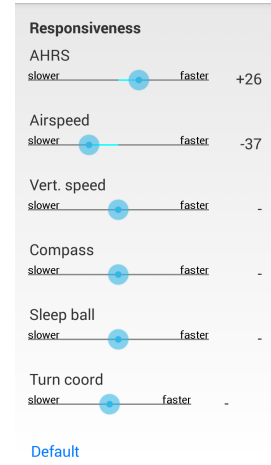 Responsiveness
AHRS
slower faster +26
Airspeed
slower faster -37
Vert. speed
slower faster -
Compass
slower faster -
Sleep ball
slower faster -
Turn coord
slower faster -
Default